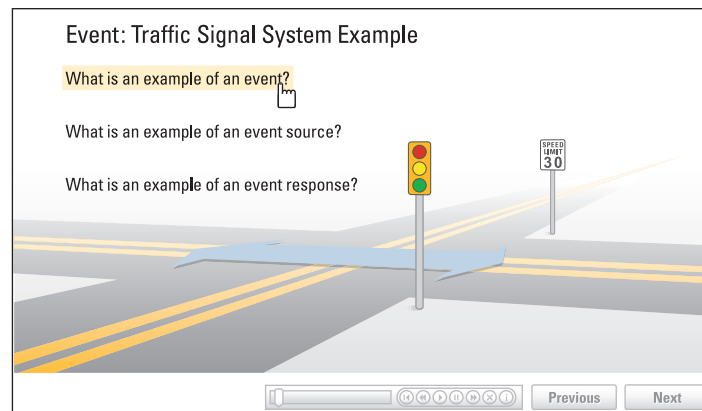 Event: Traffic Signal System Example
What is an example of an event?
What is an example of an event source?
What is an example of an event response?
SPEED
LIMIT
30
Previous
Next